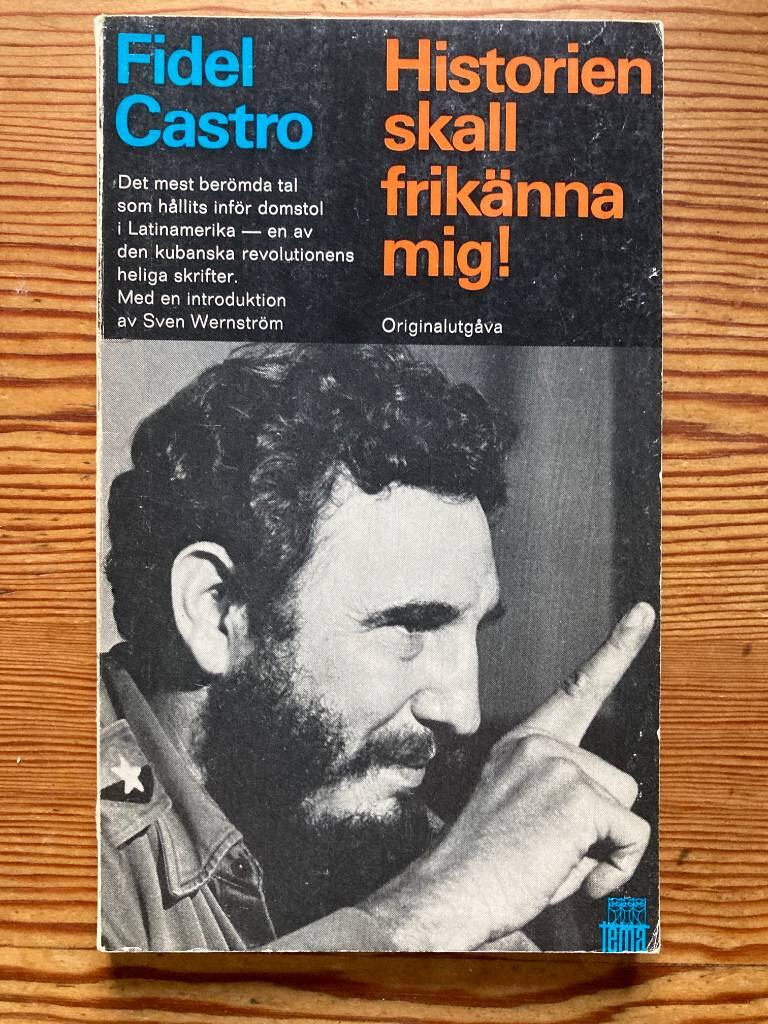 Fidel
Castro
Det mest berömda tal
som hållits inför domstol
i Latinamerika — en av
den kubanska revolutionens
heliga skrifter.
Med en introduktion
av Sven Wernström
Historien
skall
frikänna
mig!
Originalutgåva
tema